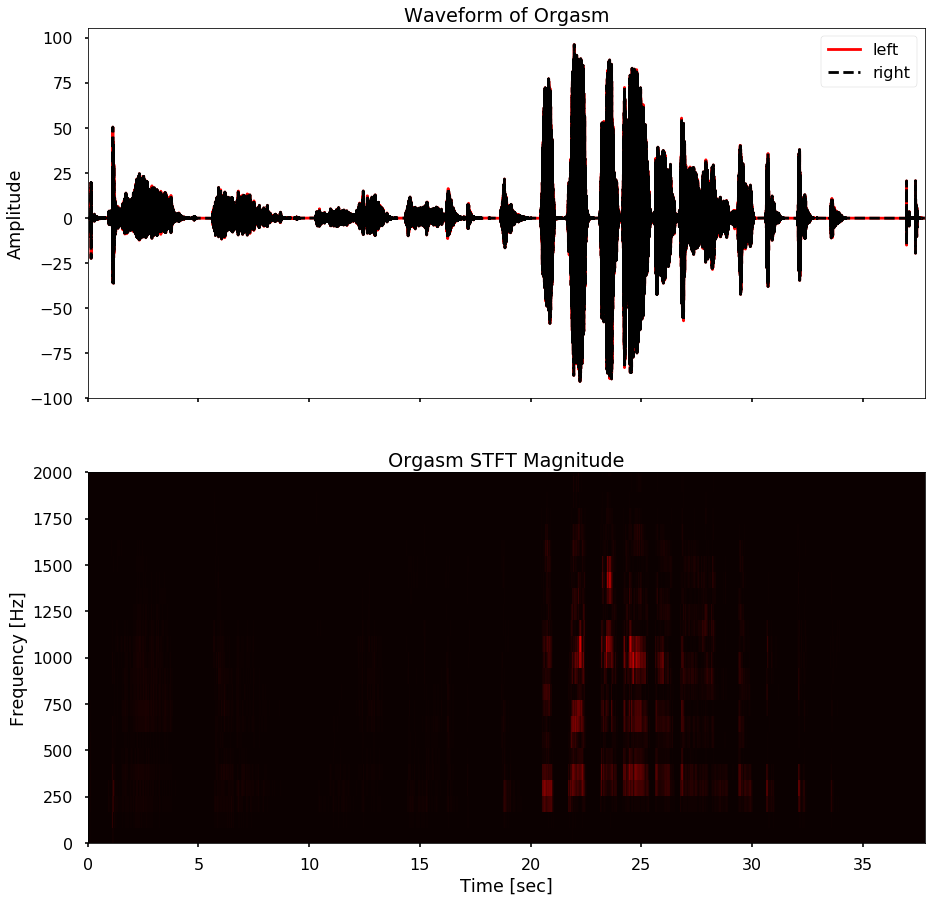 Waveform of Orgasm
100
75
50
25
0
−25
−50
−75
−100
Amplitude
left
right
Orgasm STFT Magnitude
2000
1750
1500
1250
1000
750
500
250
0
Frequency [Hz]
0 5 10 15 20 25 30 35
Time [sec]